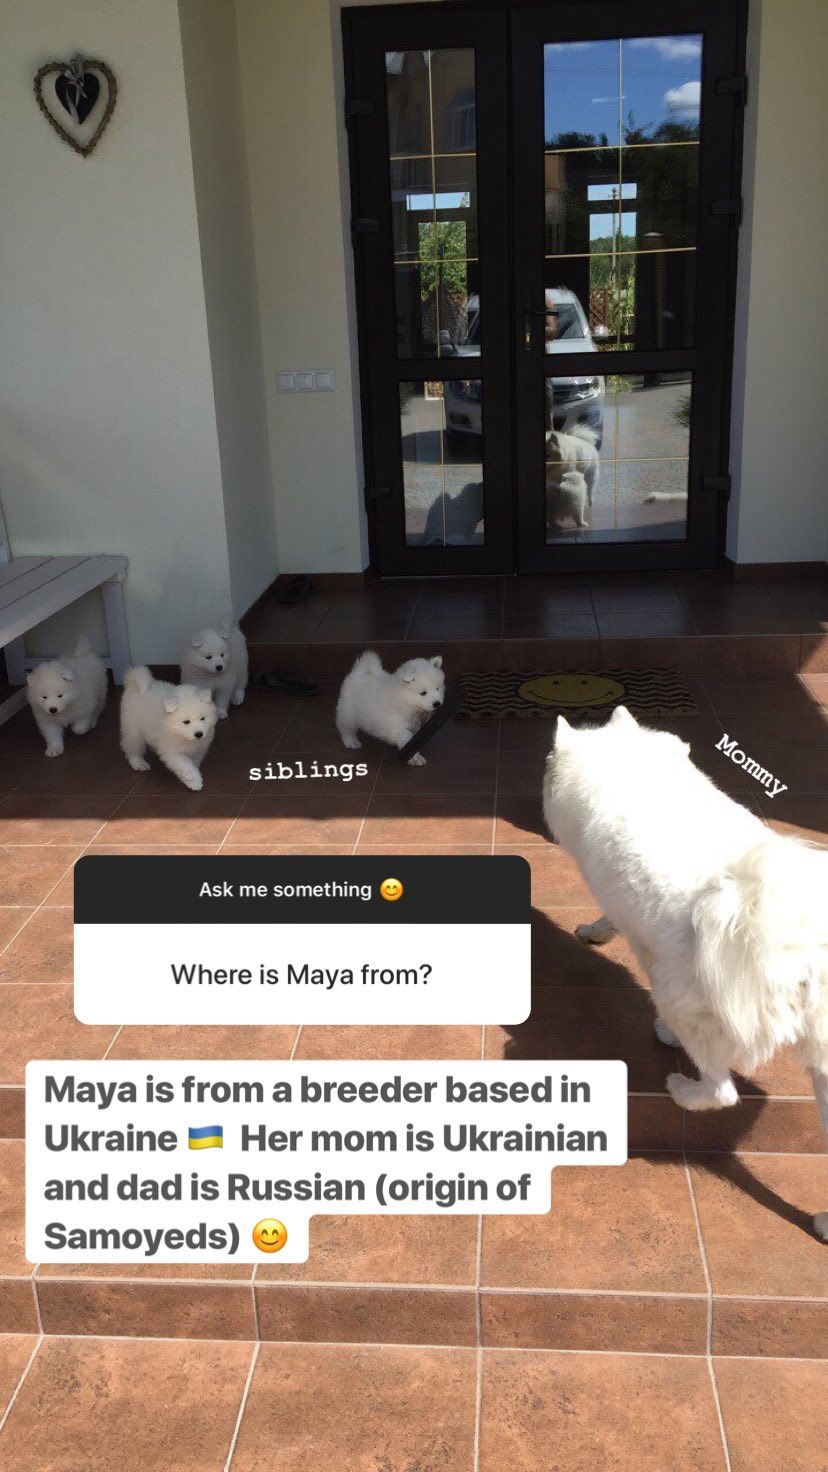 siblings
Mommy
Ask me something 😊
Where is Maya from?
Maya is from a breeder based in
Ukraine 🇺🇦 Her mom is Ukrainian
and dad is Russian (origin of
Samoyeds) 😊